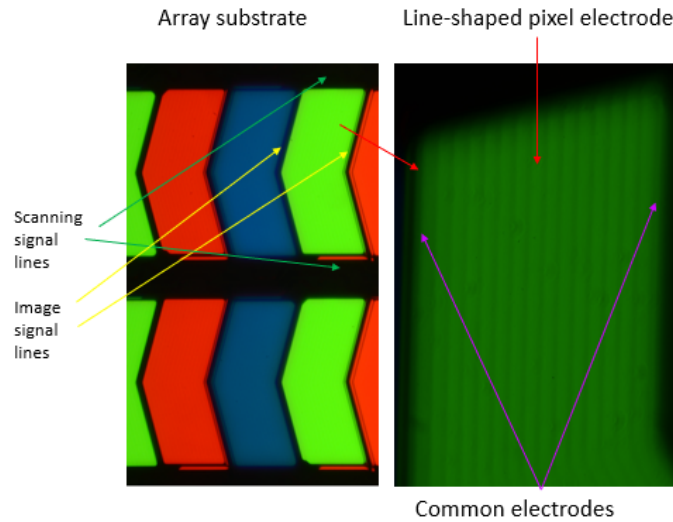 Array substrate
Line-shaped pixel electrode
Scanning
signal
lines
Image
signal
lines
Common electrodes